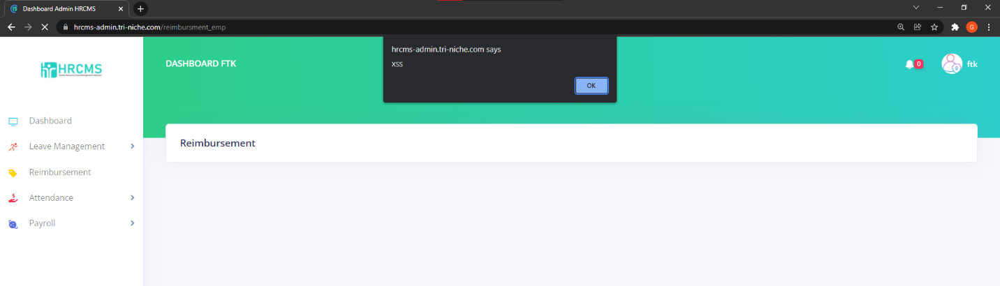 Dashboard Admin HRCMS
hrcms-admin.tri-niche.com/reimbursment_emp
G
hrcms-admin.tri-niche.com says
XSS
OK
HRCMS
DASHBOARD FTK
0
ftk
Dashboard
Leave Management
Reimbursement
Attendance
Payroll
Reimbursement